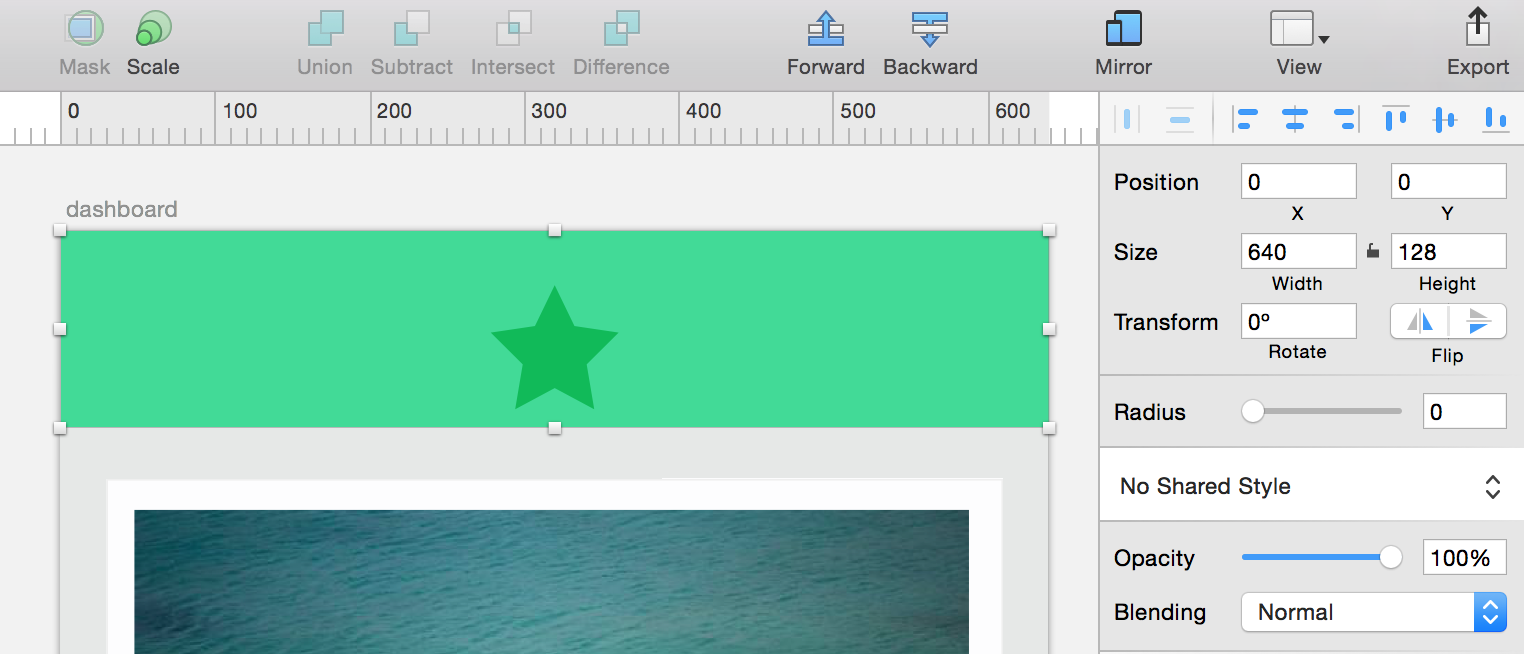 Mask Scale Union Subtract Intersect Difference Forward Backward Mirror View Export
0 100 200 300 400 500 600
dashboard
Position 0 0
X Y
Size 640 128
Width Height
Transform 0º
Rotate Flip
Radius 0
No Shared Style
Opacity 100%
Blending Normal